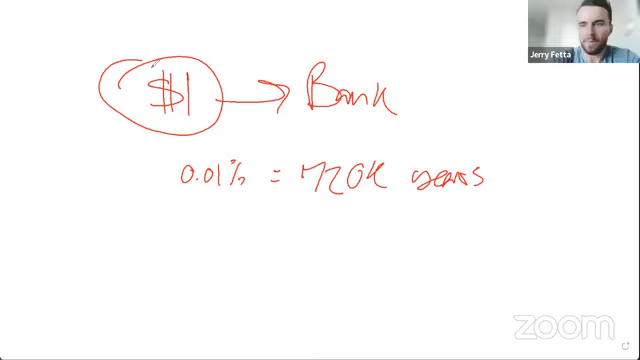 Jerry Fetta
$1 → Bank
0.01% = 720K years
zoom